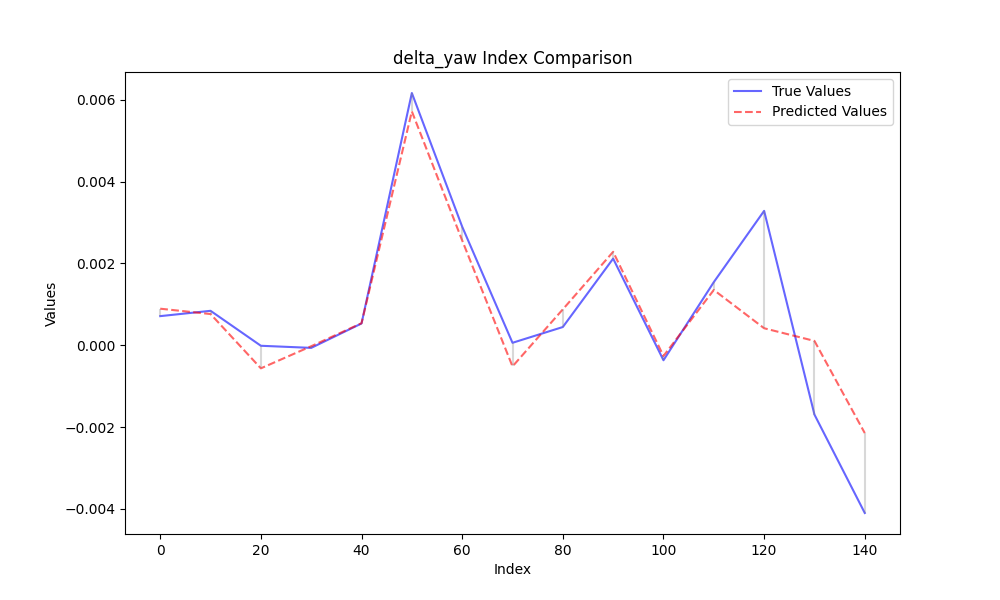 delta_yaw Index Comparison
True Values
Predicted Values
0.006
0.004
0.002
0.000
−0.002
−0.004
Values
0 20 40 60 80 100 120 140
Index